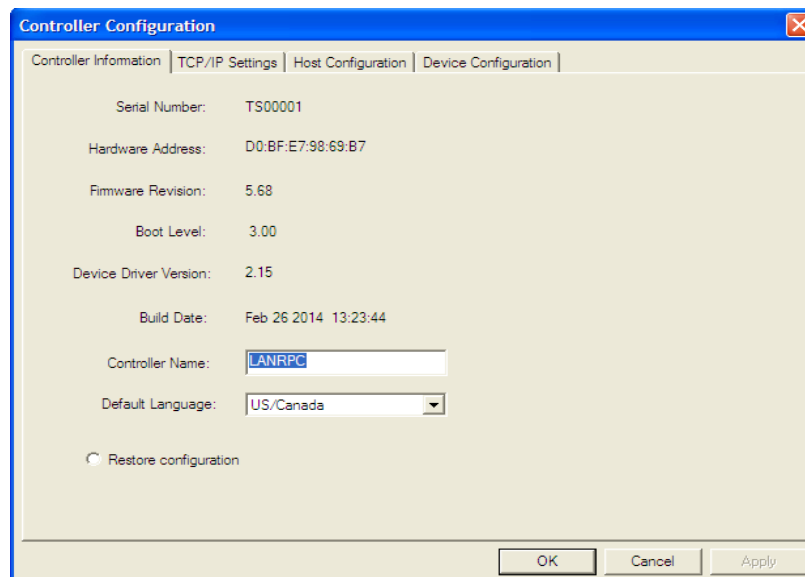 Controller Configuration
Controller Information TCP/IP Settings Host Configuration Device Configuration
Serial Number: TS00001
Hardware Address: D0:BF:E7:98:69:B7
Firmware Revision: 5.68
Boot Level: 3.00
Device Driver Version: 2.15
Build Date: Feb 26 2014 13:23:44
Controller Name: LANRPC
Default Language: US/Canada
Restore configuration
OK Cancel Apply